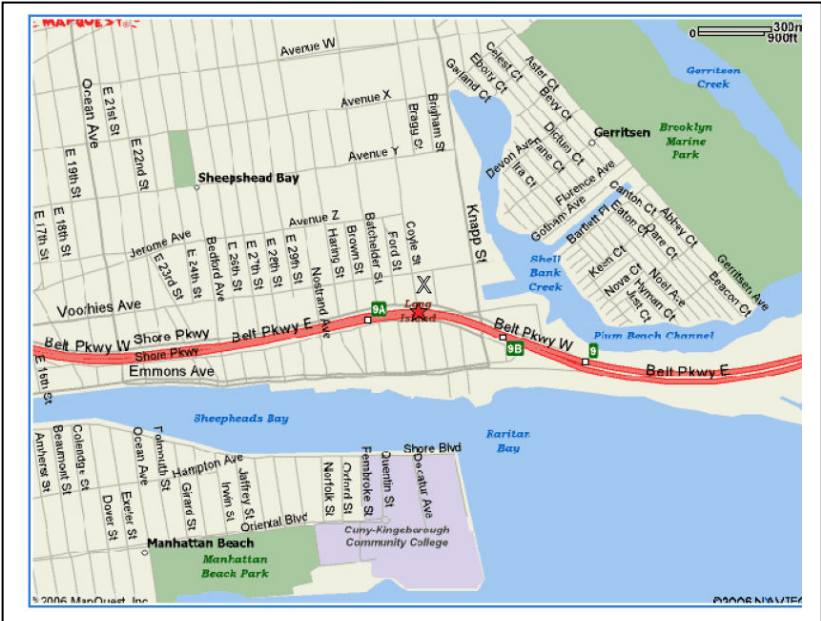 MAPQUEST
300m
900ft
0
Avenue W
Celest Ct
Ebony Ct
Garland Ct
Aster Ct
Bevy Ct
Gerritsen
Creek
Ocean Ave
E 21st St
Avenue X
Brigham St
Bragg St
Dictum Ct
Gerritsen
Brooklyn
Marine
Park
E 19th St
E 22nd St
Avenue Y
Devon Ave
Fane Ct
Ira Ct
Florence Ave
Sheepshead Bay
Gotham Ave
Canton Ct
Bartlett Pl
Eaton Ct
Dare Ct
Abbey Ct
E 17th St
E 18th St
Avenue Z
Knapp St
Jerome Ave
E 23rd St
E 24th St
Bedford Ave
E 26th St
E 27th St
E 28th St
E 29th St
Nostrand Ave
Haring St
Brown St
Batchelder St
Ford St
Coyle St
Shell
Bank
Creek
Keen Ct
Nova Ct
Noel Ave
Hyman Ct
Just Ct
Gerritsen Ave
Beacon Ct
X
Voorhies Ave
9A
Long
Island
Belt Pkwy W
Shore Pkwy
Belt Pkwy E
Belt Pkwy W
Plum Beach Channel
Shore Pkwy
9B
9
Belt Pkwy E
E 16th St
Emmons Ave
Sheepheads Bay
Raritan
Bay
Amherst St
Beaumont St
Coleridge St
Ocean Ave
Falmouth St
Hampton Ave
Shore Blvd
Dover St
Exeter St
Girard St
Irwin St
Jaffrey St
Norfolk St
Oxford St
Pembroke St
Quentin St
Decatur Ave
Oriental Blvd
Cuny-Kingsborough
Community College
Manhattan Beach
Manhattan
Beach Park
©2006 MapQuest, Inc.
©2006 NAVTEQ